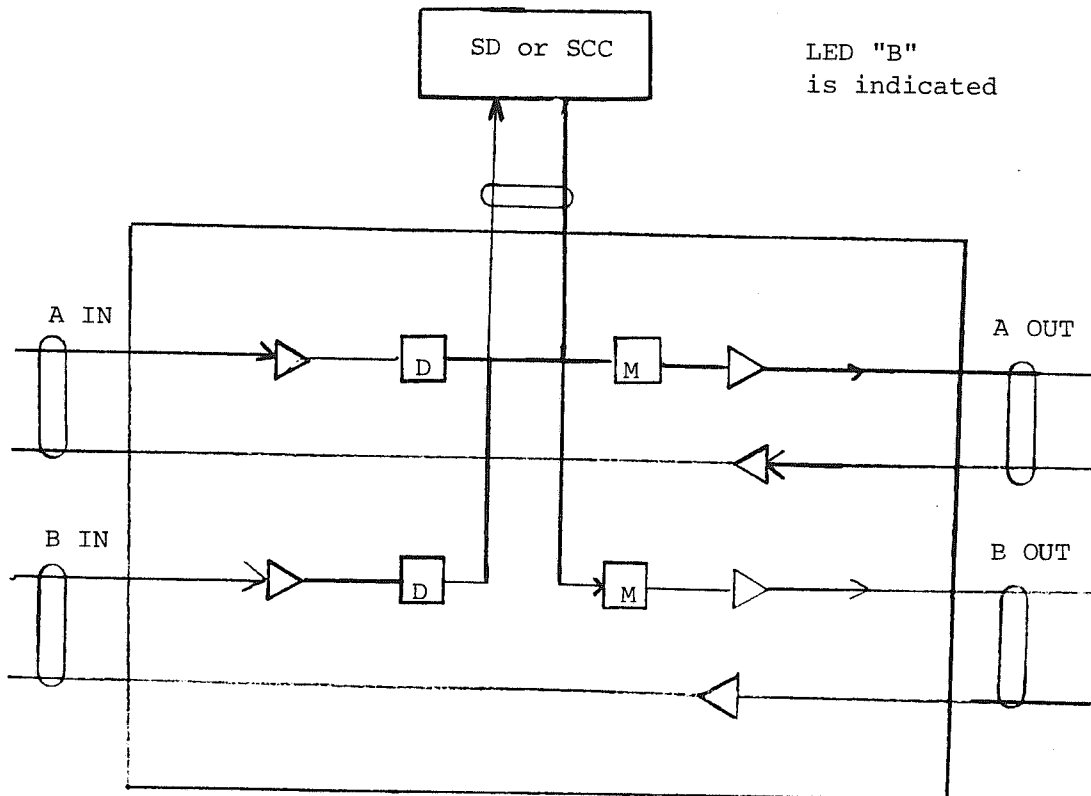 SD or SCC
LED "B"
is indicated
A IN
A OUT
D
M
B IN
B OUT
D
M